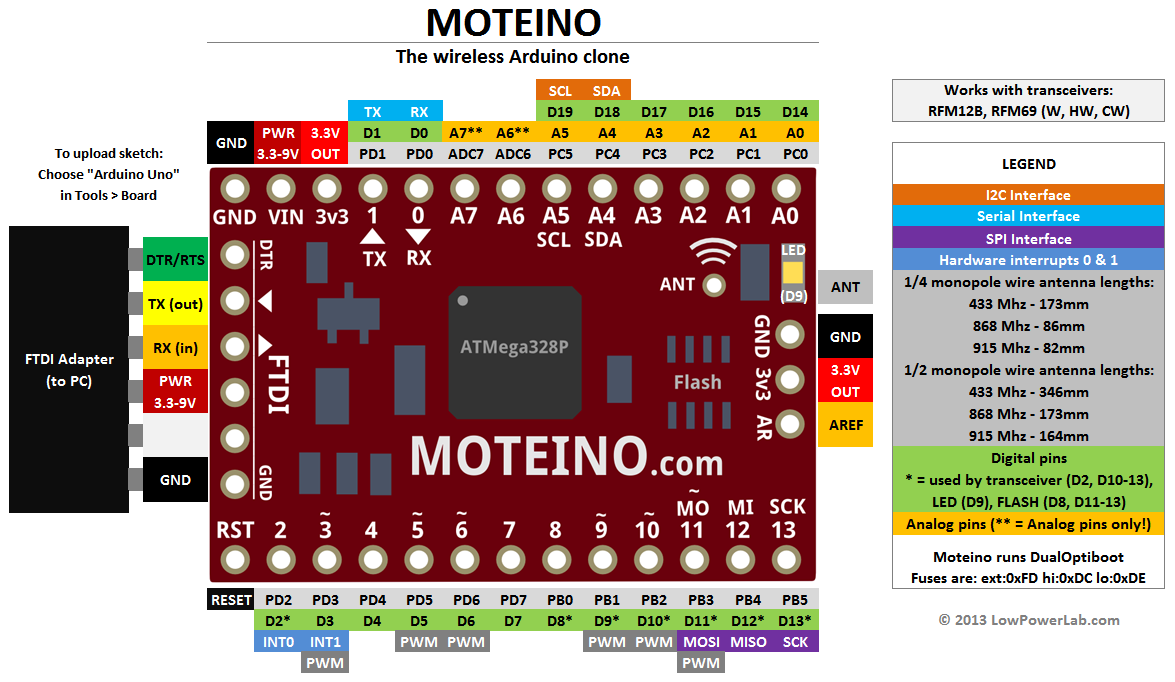 MOTEINO
The wireless Arduino clone
SCL SDA
TX RX D19 D18 D17 D16 D15 D14
GND PWR 3.3V D1 D0 A7** A6** A5 A4 A3 A2 A1 A0
3.3-9V OUT PD1 PD0 ADC7 ADC6 PC5 PC4 PC3 PC2 PC1 PC0
To upload sketch:
Choose "Arduino Uno"
in Tools > Board
FTDI Adapter
(to PC)
DTR/RTS
TX (out)
RX (in)
PWR
3.3-9V
GND
GND VIN 3v3 1 0 A7 A6 A5 A4 A3 A2 A1 A0
SCL SDA
TX RX
DTR
FTDI
GND
ANT
LED
(D9)
ATMega328P
Flash
GND 3v3 AR
MOTEINO.com
~ ~ ~ ~ ~ ~
MO MI SCK
RST 2 3 4 5 6 7 8 9 10 11 12 13
ANT
GND
3.3V
OUT
AREF
RESET PD2 PD3 PD4 PD5 PD6 PD7 PB0 PB1 PB2 PB3 PB4 PB5
D2* D3 D4 D5 D6 D7 D8* D9* D10* D11* D12* D13*
INT0 INT1 PWM PWM PWM PWM MOSI MISO SCK
PWM PWM
Works with transceivers:
RFM12B, RFM69 (W, HW, CW)
LEGEND
I2C Interface
Serial Interface
SPI Interface
Hardware interrupts 0 & 1
1/4 monopole wire antenna lengths:
433 Mhz - 173mm
868 Mhz - 86mm
915 Mhz - 82mm
1/2 monopole wire antenna lengths:
433 Mhz - 346mm
868 Mhz - 173mm
915 Mhz - 164mm
Digital pins
* = used by transceiver (D2, D10-13),
LED (D9), FLASH (D8, D11-13)
Analog pins (** = Analog pins only!)
Moteino runs DualOptiboot
Fuses are: ext:0xFD hi:0xDC lo:0xDE
© 2013 LowPowerLab.com